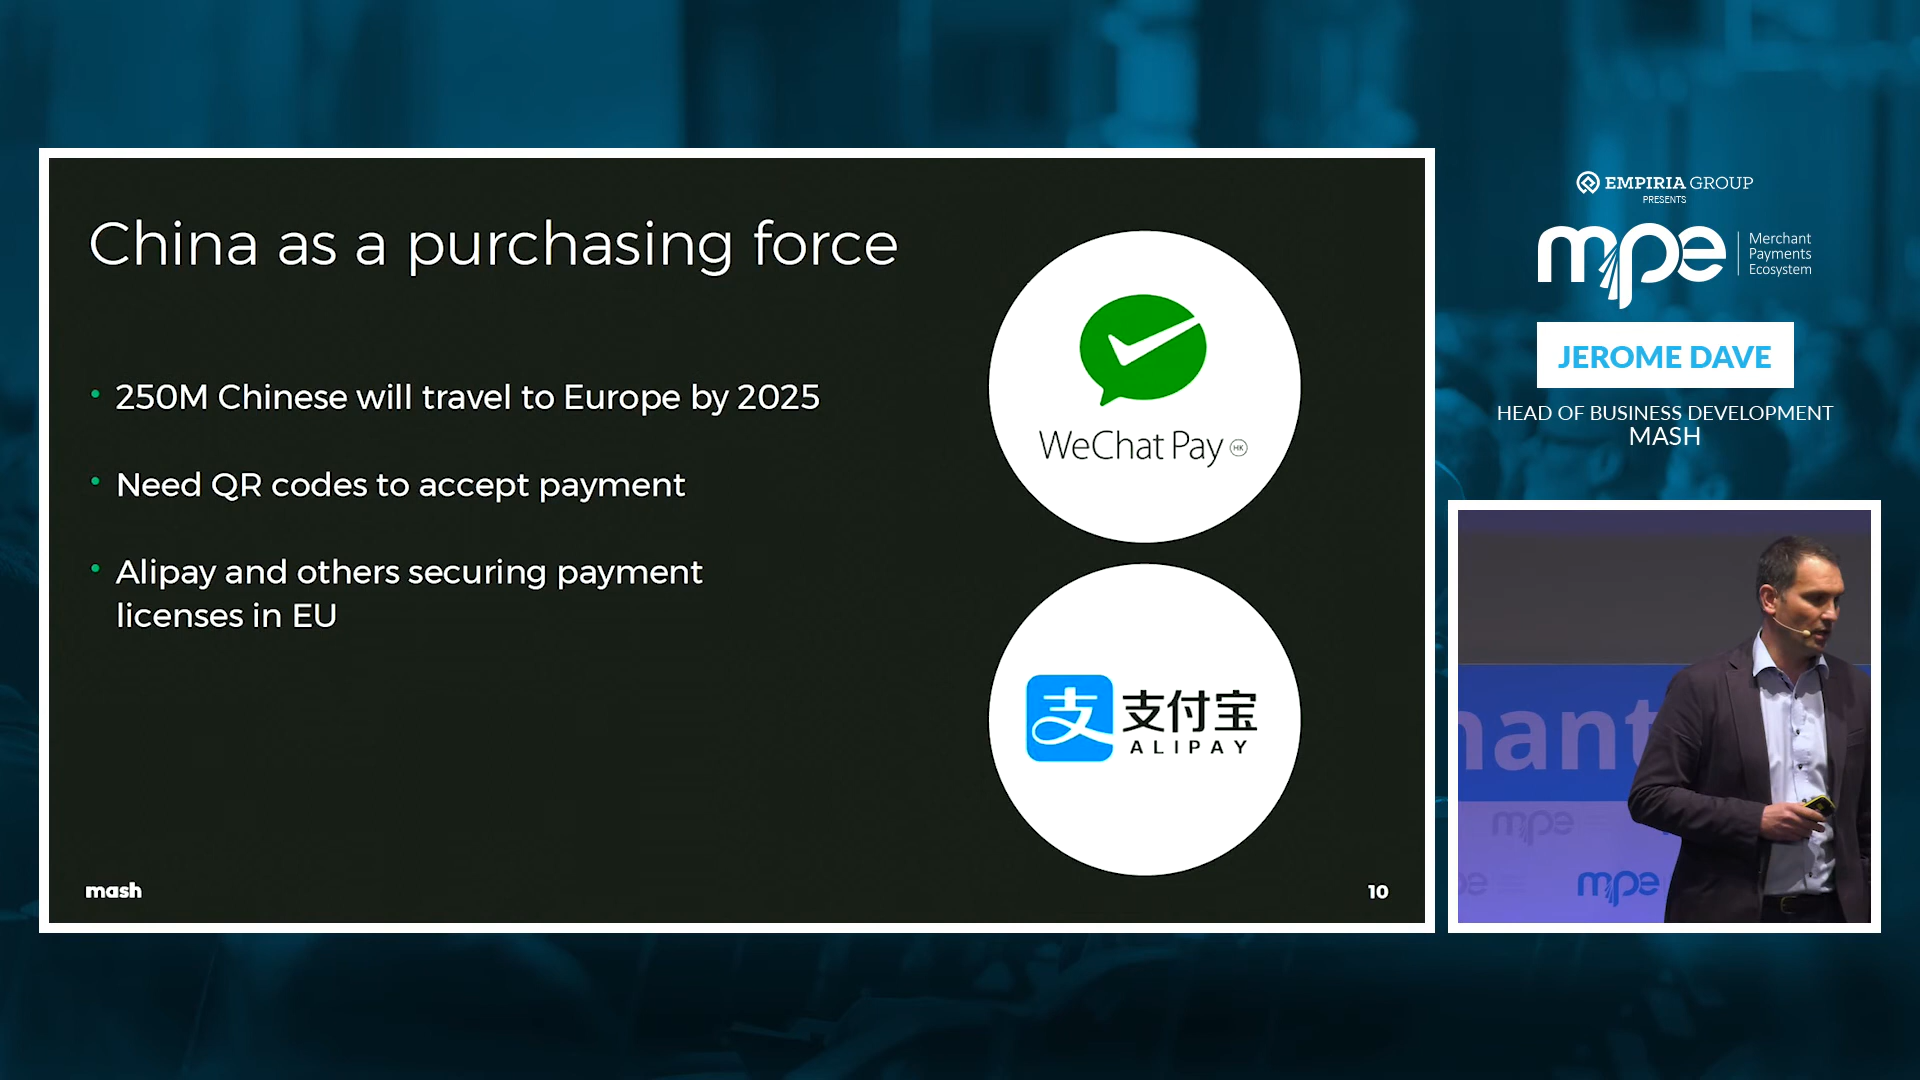 China as a purchasing force
• 250M Chinese will travel to Europe by 2025
• Need QR codes to accept payment
• Alipay and others securing payment
licenses in EU
WeChat Pay HK
支
支付宝
ALIPAY
mash
10
EMPIRIA GROUP
PRESENTS
mpe
Merchant
Payments
Ecosystem
JEROME DAVE
HEAD OF BUSINESS DEVELOPMENT
MASH
hant
mpe
mpe